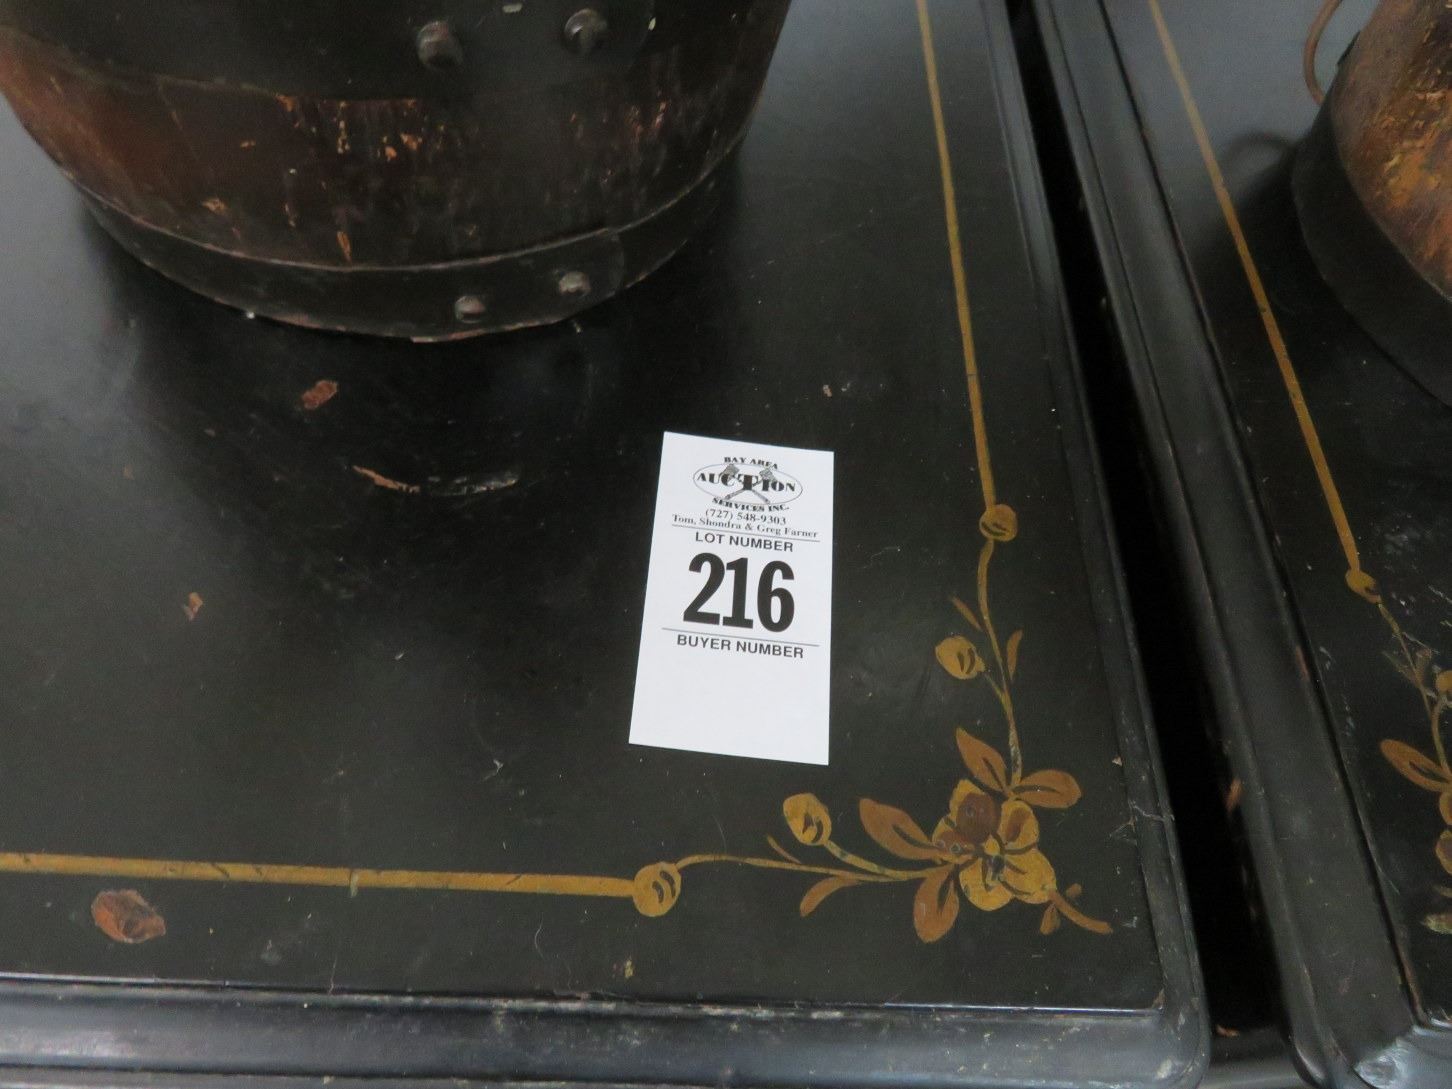 BAY AREA
AUCTION
SERVICES INC.
(727) 548-9303
Tom, Shondra & Greg Farner
LOT NUMBER
216
BUYER NUMBER